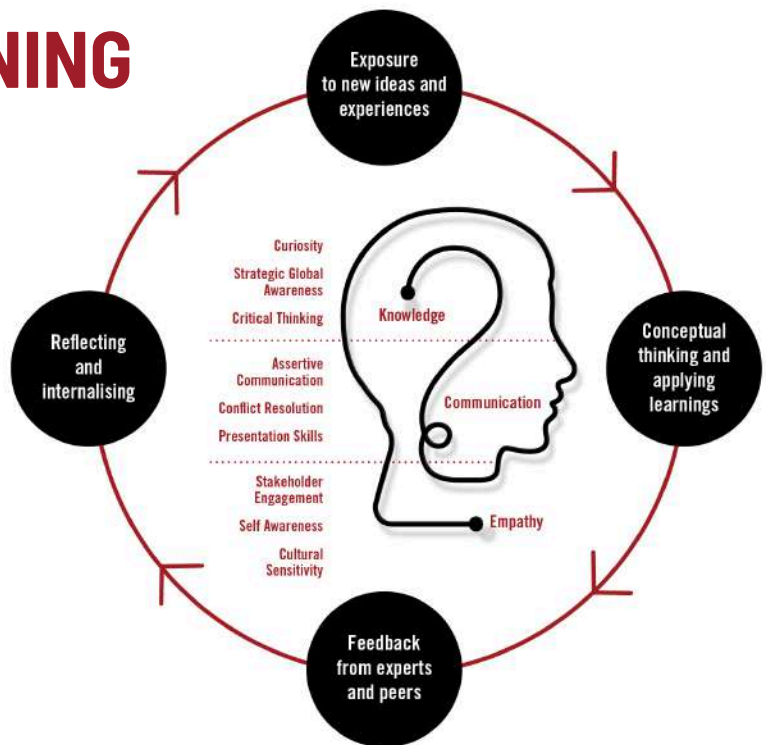 NING
Exposure
to new ideas and
experiences
Curiosity
Strategic Global
Awareness
Critical Thinking
Knowledge
Reflecting
and
internalising
Conceptual
thinking and
applying
learnings
Assertive
Communication
Conflict Resolution
Presentation Skills
Communication
Stakeholder
Engagement
Self Awareness
Cultural
Sensitivity
Empathy
Feedback
from experts
and peers